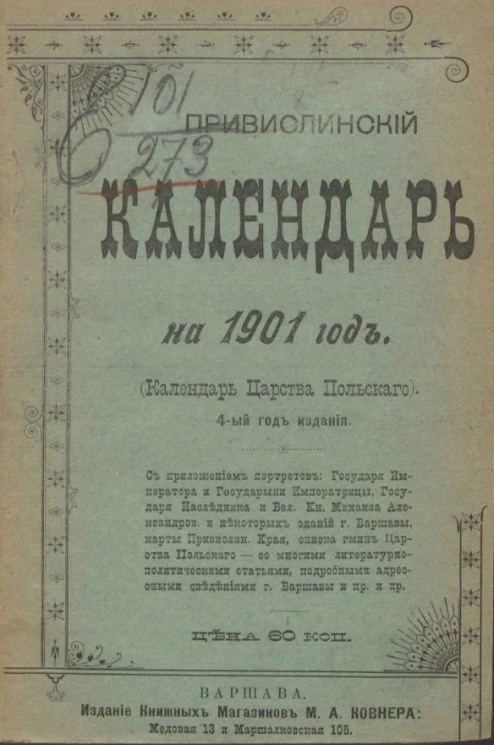 101
273
ПРИВИСЛИНСКІЙ
КАЛЕНДАРЬ
на 1901 годъ.
(Календарь Царства Польскаго).
4-ый годъ изданія.
Съ приложеніемъ портретовъ: Государя Им-
ператора и Государыни Императрицы, Госу-
даря Наслѣдника и Вел. Кн. Михаила Але-
ксандров. и нѣкоторыхъ зданій г. Варшавы,
карты Привислин. Края, списка гминъ Цар-
ства Польскаго — со многими литературно-
политическими статьями, подробными адрес-
ными свѣдѣніями г. Варшавы и пр. и пр.
ЦѢНА 60 КОП.
ВАРШАВА.
Изданіе Книжныхъ Магазиновъ М. А. КОВНЕРА:
Медовая 13 и Маршалковская 105.